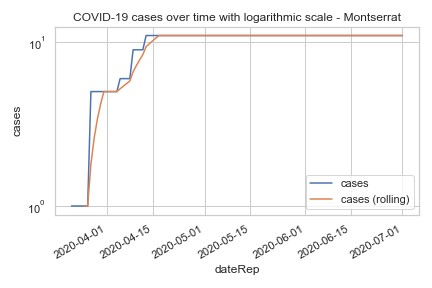 COVID-19 cases over time with logarithmic scale - Montserrat
10¹
cases
10⁰
cases
cases (rolling)
2020-04-01
2020-04-15
2020-05-01
2020-05-15
2020-06-01
2020-06-15
2020-07-01
dateRep